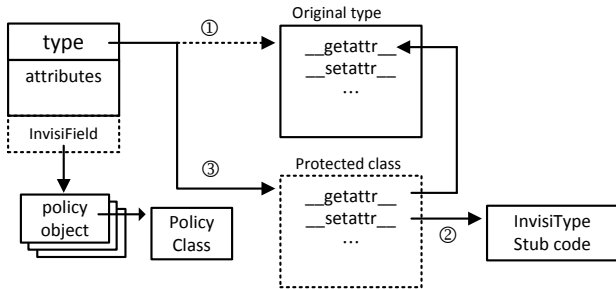 type
attributes
InvisiField
policy
object
Policy
Class
①
③
Original type
__getattr__
__setattr__
...
Protected class
__getattr__
__setattr__
...
②
InvisiType
Stub code